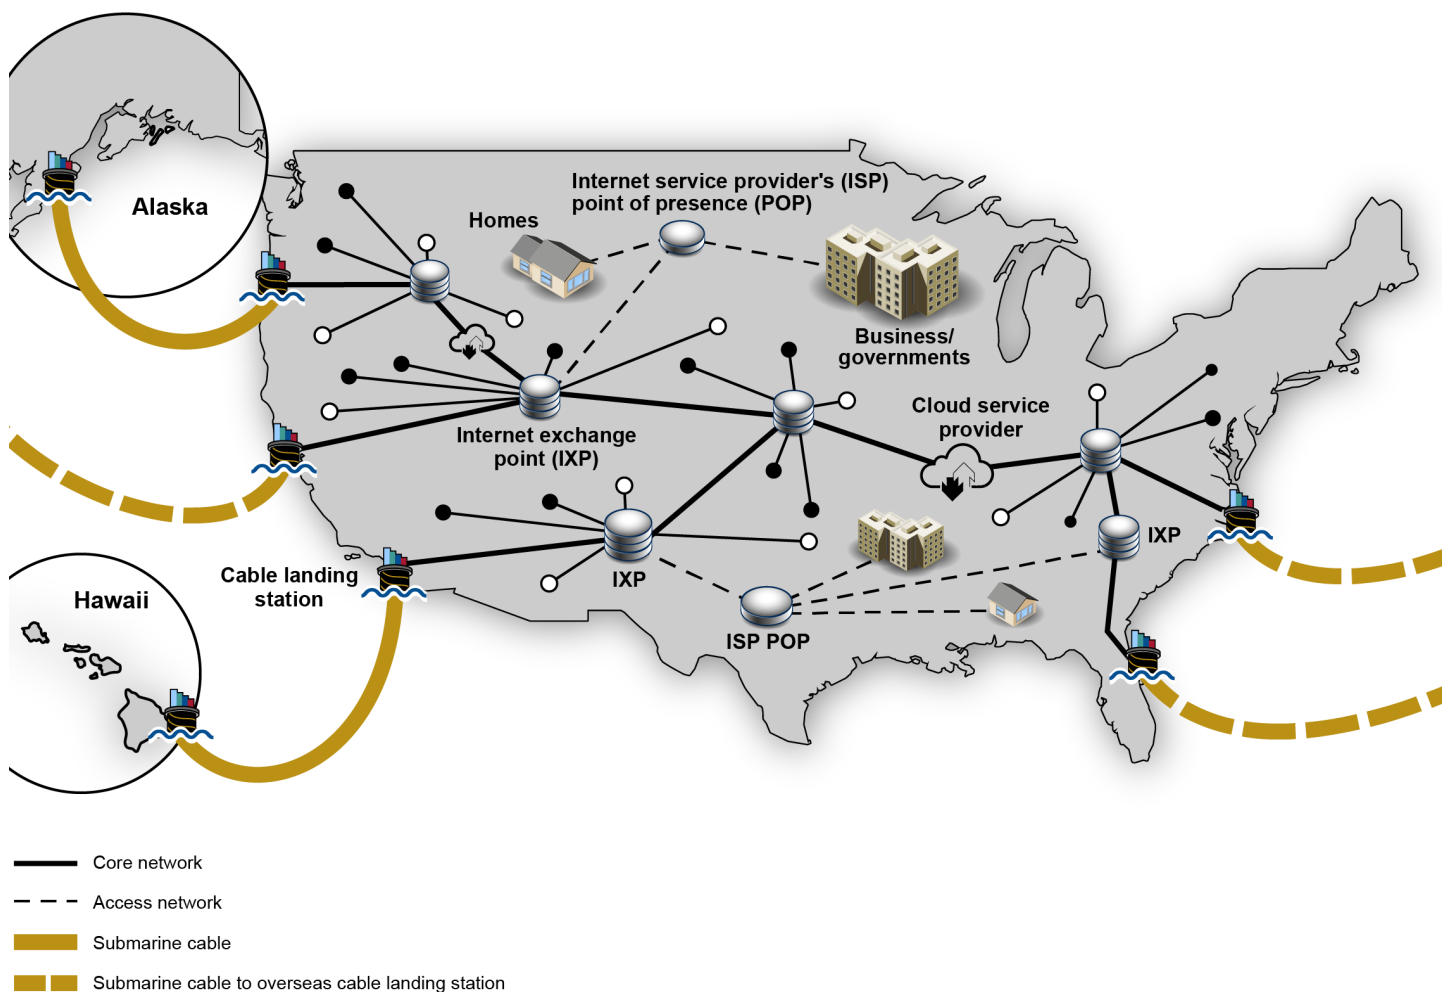 Alaska
Internet service provider's (ISP)
point of presence (POP)
Homes
Business/
governments
Cloud service
provider
Internet exchange
point (IXP)
IXP
IXP
Cable landing
station
Hawaii
ISP POP
Core network
Access network
Submarine cable
Submarine cable to overseas cable landing station